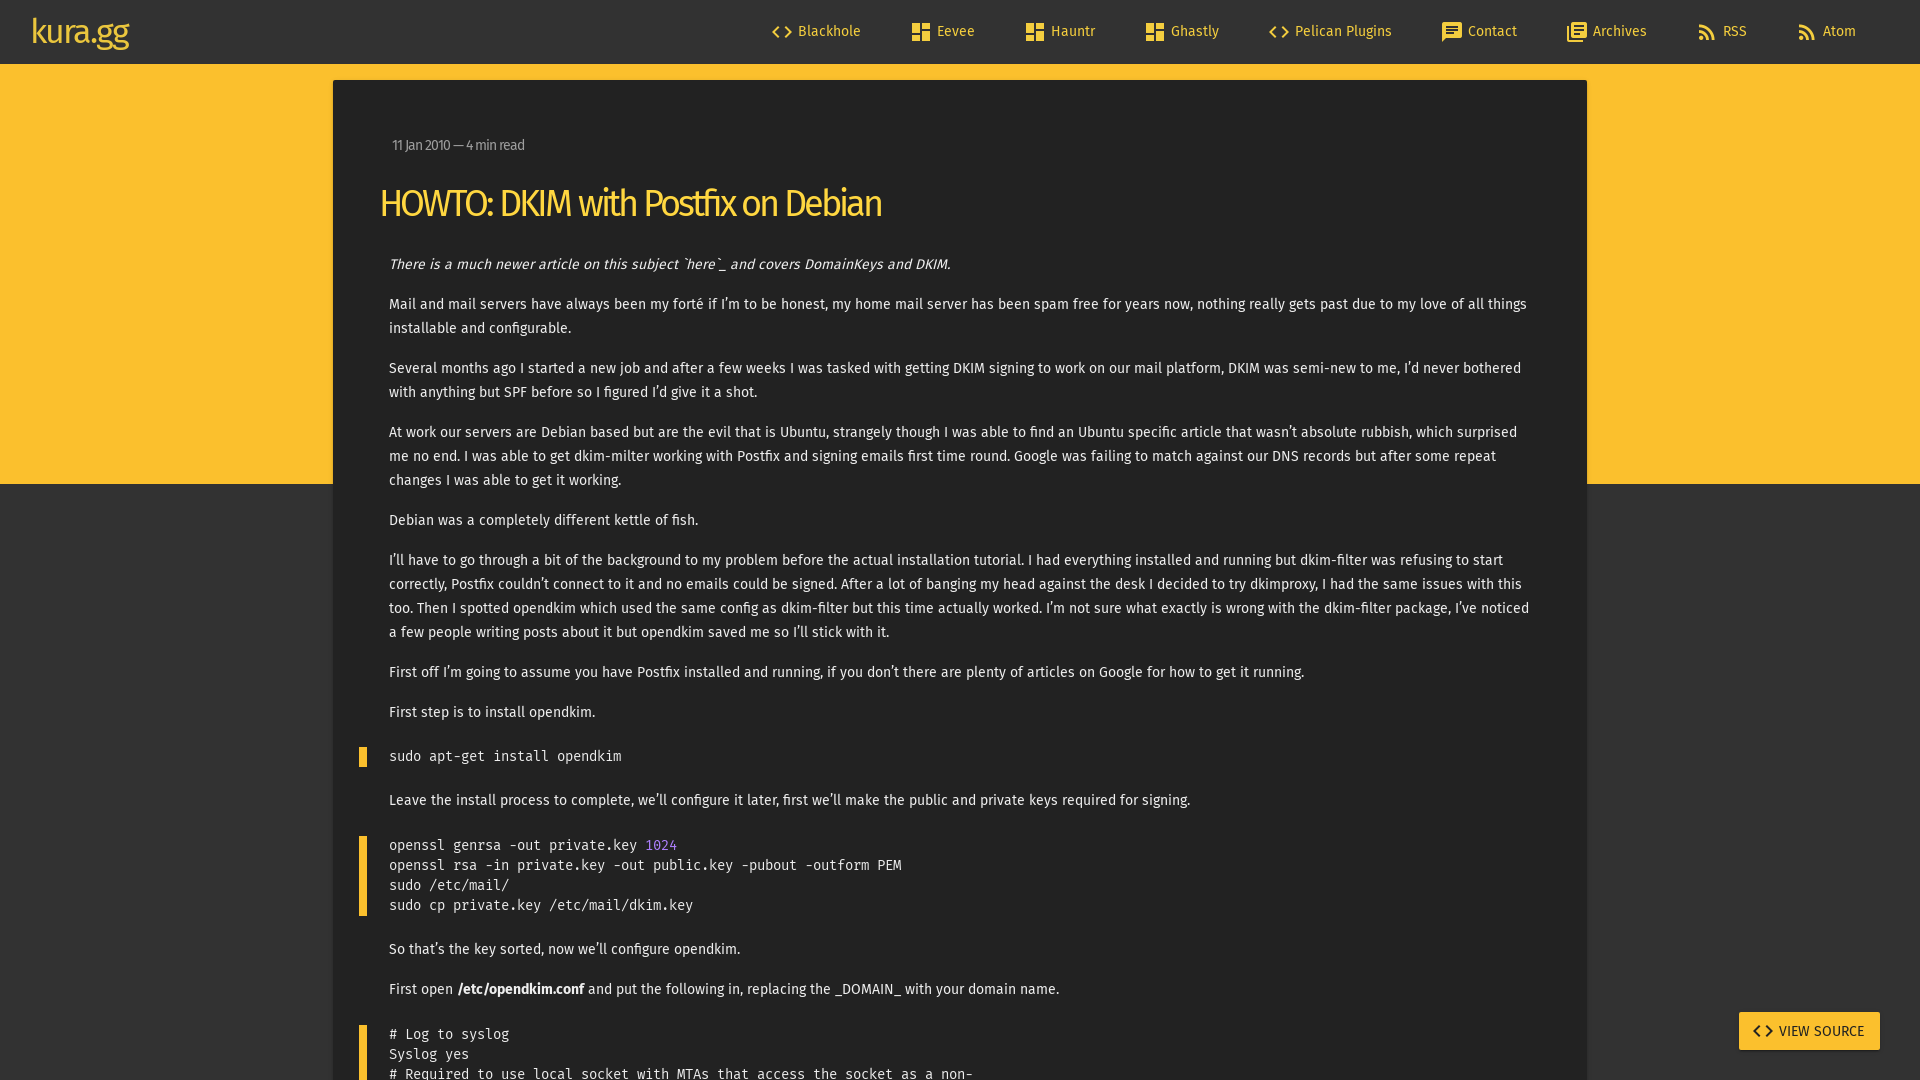 kura.gg
Blackhole
Eevee
Hauntr
Ghastly
Pelican Plugins
Contact
Archives
RSS
Atom
11 Jan 2010 — 4 min read
HOWTO: DKIM with Postfix on Debian
There is a much newer article on this subject `here`_ and covers DomainKeys and DKIM.
Mail and mail servers have always been my forté if I’m to be honest, my home mail server has been spam free for years now, nothing really gets past due to my love of all things
installable and configurable.
Several months ago I started a new job and after a few weeks I was tasked with getting DKIM signing to work on our mail platform, DKIM was semi-new to me, I’d never bothered
with anything but SPF before so I figured I’d give it a shot.
At work our servers are Debian based but are the evil that is Ubuntu, strangely though I was able to find an Ubuntu specific article that wasn’t absolute rubbish, which surprised
me no end. I was able to get dkim-milter working with Postfix and signing emails first time round. Google was failing to match against our DNS records but after some repeat
changes I was able to get it working.
Debian was a completely different kettle of fish.
I’ll have to go through a bit of the background to my problem before the actual installation tutorial. I had everything installed and running but dkim-filter was refusing to start
correctly, Postfix couldn’t connect to it and no emails could be signed. After a lot of banging my head against the desk I decided to try dkimproxy, I had the same issues with this
too. Then I spotted opendkim which used the same config as dkim-filter but this time actually worked. I’m not sure what exactly is wrong with the dkim-filter package, I’ve noticed
a few people writing posts about it but opendkim saved me so I’ll stick with it.
First off I’m going to assume you have Postfix installed and running, if you don’t there are plenty of articles on Google for how to get it running.
First step is to install opendkim.
sudo apt-get install opendkim
Leave the install process to complete, we’ll configure it later, first we’ll make the public and private keys required for signing.
openssl genrsa -out private.key 1024
openssl rsa -in private.key -out public.key -pubout -outform PEM
sudo /etc/mail/
sudo cp private.key /etc/mail/dkim.key
So that’s the key sorted, now we’ll configure opendkim.
First open /etc/opendkim.conf and put the following in, replacing the _DOMAIN_ with your domain name.
# Log to syslog
Syslog yes
# Required to use local socket with MTAs that access the socket as a non-
VIEW SOURCE